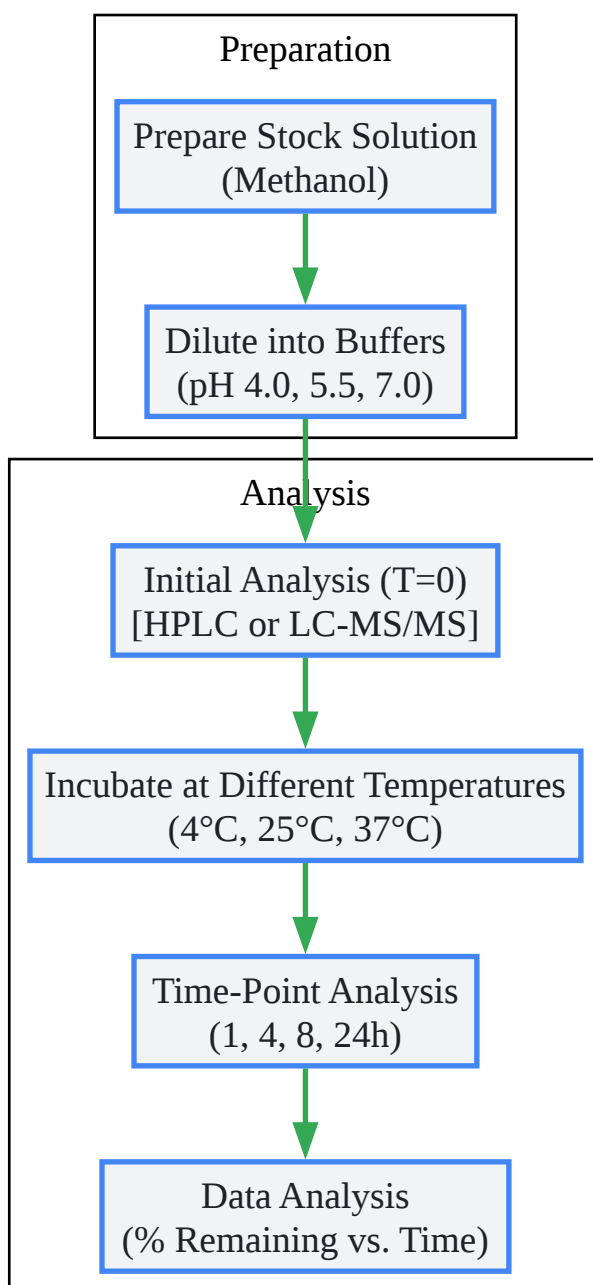 Preparation
Prepare Stock Solution
(Methanol)
Dilute into Buffers
(pH 4.0, 5.5, 7.0)
Analysis
Initial Analysis (T=0)
[HPLC or LC-MS/MS]
Incubate at Different Temperatures
(4°C, 25°C, 37°C)
Time-Point Analysis
(1, 4, 8, 24h)
Data Analysis
(% Remaining vs. Time)